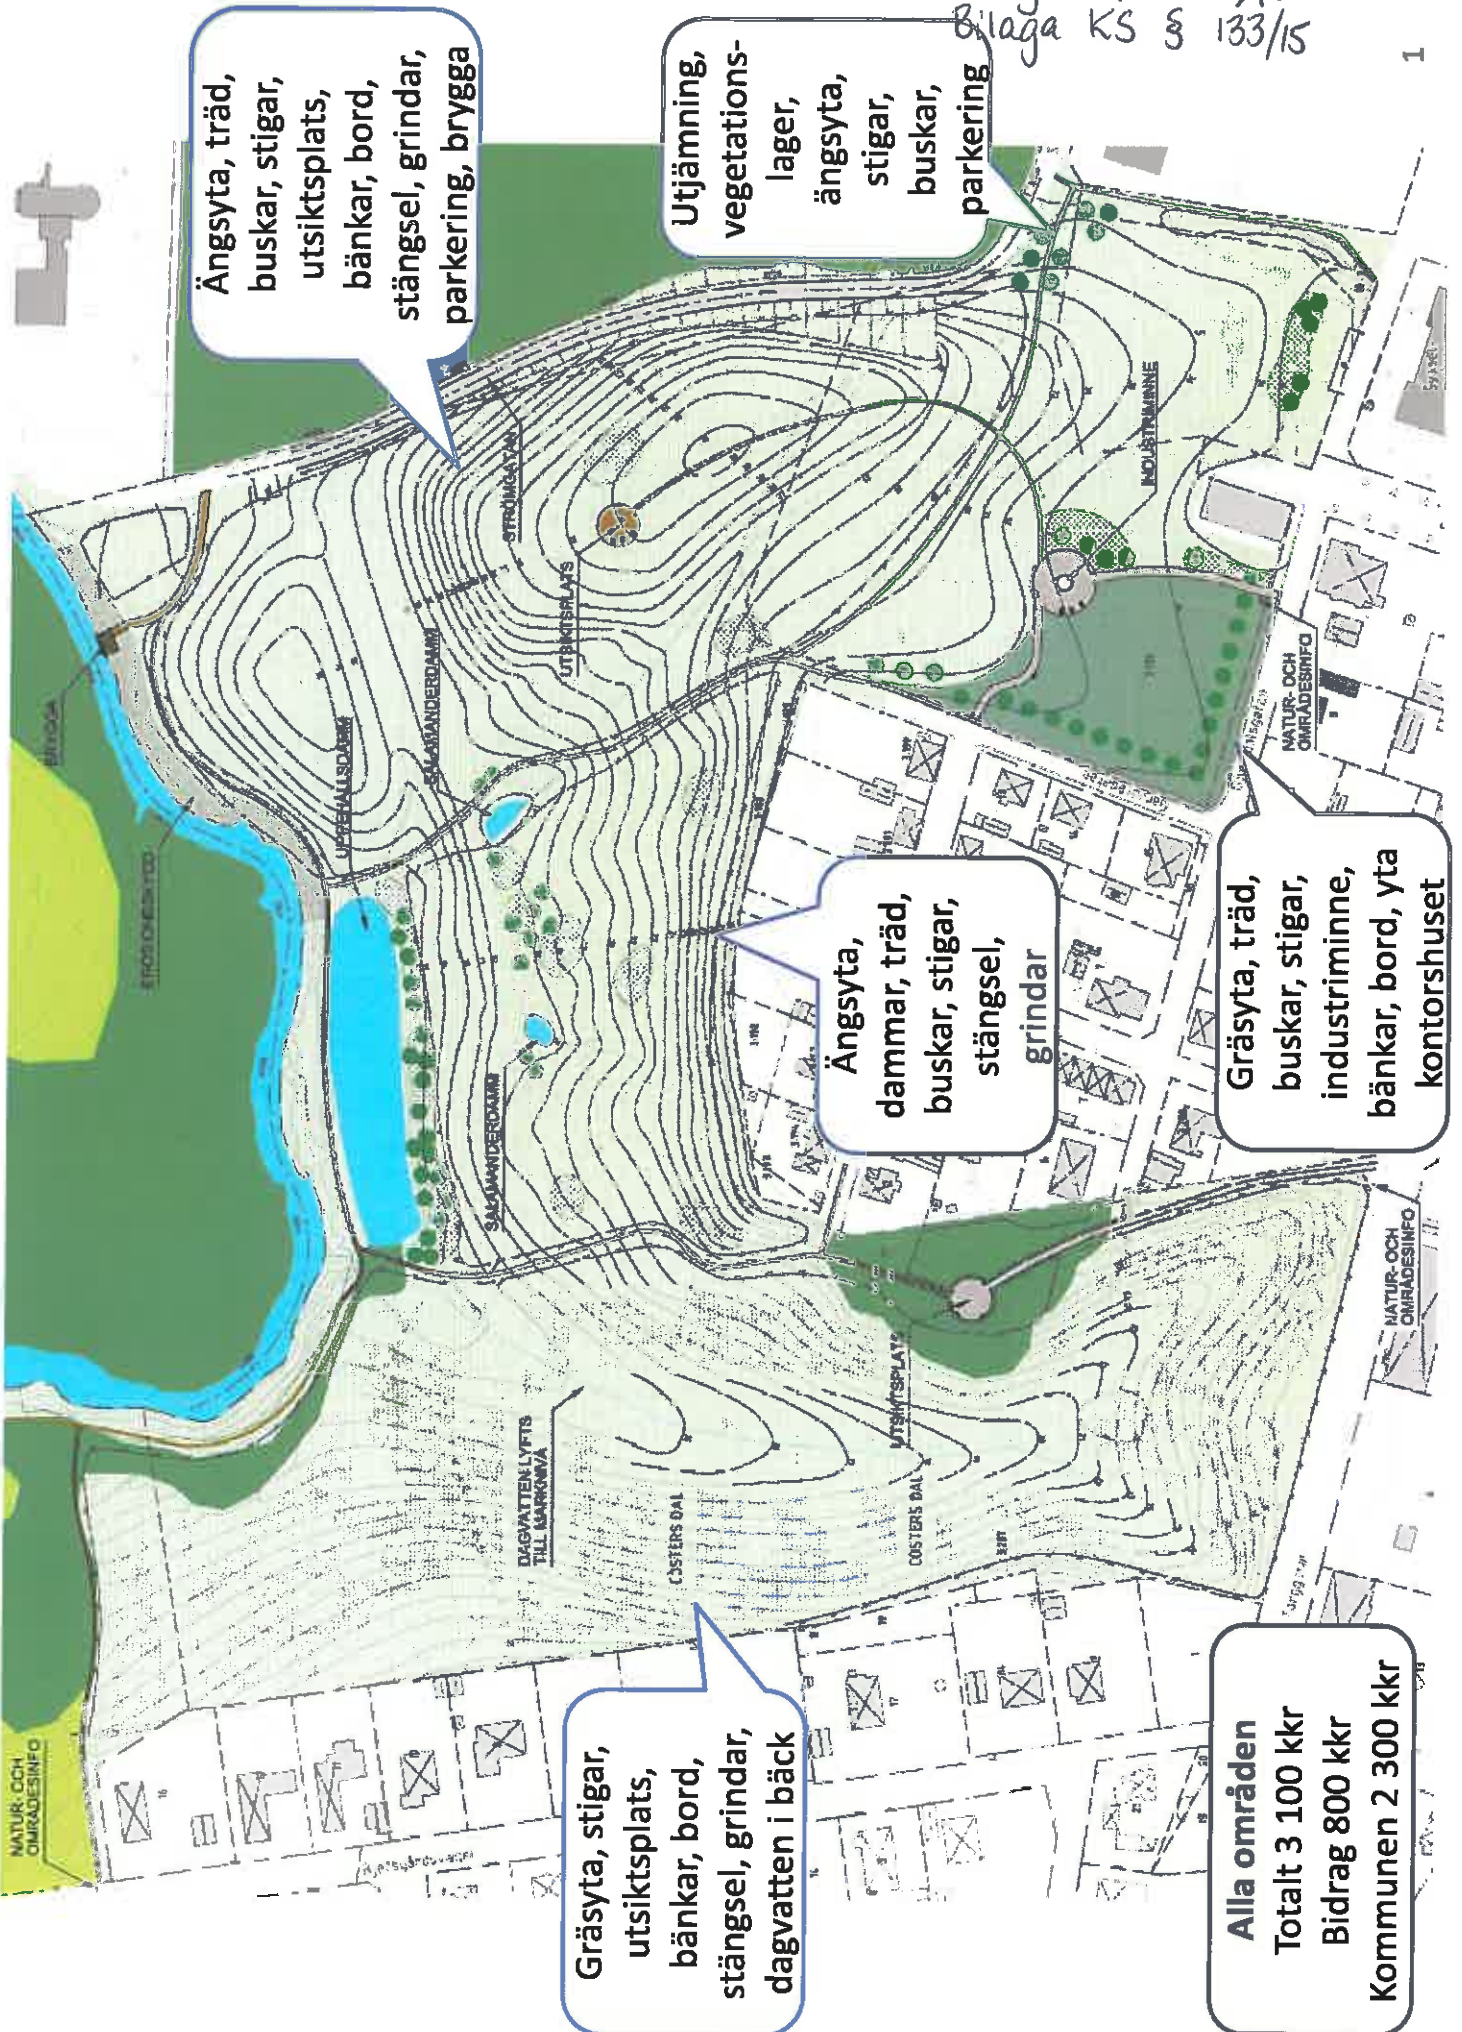 Bilaga KS § 133/15
1
Ängsyta, träd,
buskar, stigar,
utsiktsplats,
bänkar, bord,
stängsel, grindar,
parkering, brygga
Utjämning,
vegetations-
lager,
ängsyta,
stigar,
buskar,
parkering
Ängsyta,
dammar, träd,
buskar, stigar,
stängsel,
grindar
Gräsyta, träd,
buskar, stigar,
industriminne,
bänkar, bord, yta
kontorshuset
Gräsyta, stigar,
utsiktsplats,
bänkar, bord,
stängsel, grindar,
dagvatten i bäck
Alla områden
Totalt 3 100 kkr
Bidrag 800 kkr
Kommunen 2 300 kkr
NATUR- OCH
OMRÅDESINFO
EROSIONSSKYDD
BRYGGA
UPPEHÅLLSDAMM
SALAMANDERDAMM
STRÖMGATAN
UTSIKTSPLATS
INDUSTRIMINNE
SALAMANDERDAMM
DAGVATTEN LYFTS
TILL MARKNIVÅ
COSTERS DAL
COSTERS DAL
UTSIKTSPLATS
NATUR- OCH
OMRÅDESINFO
NATUR- OCH
OMRÅDESINFO